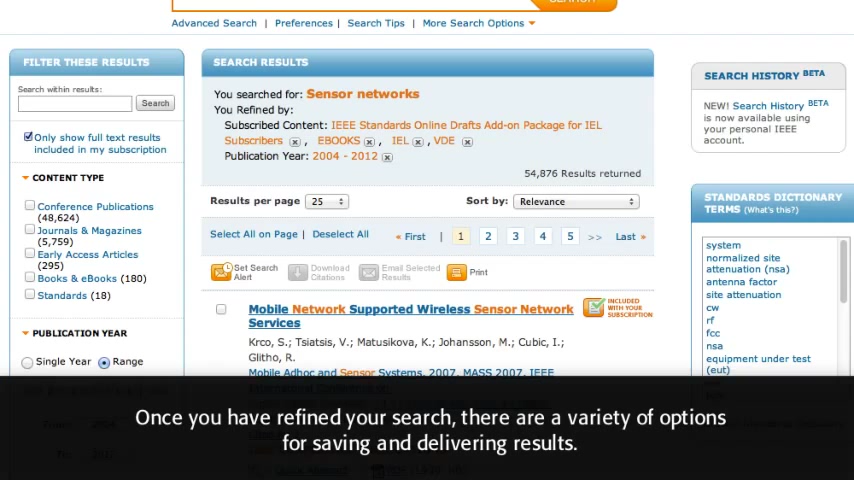 SEARCH
Advanced Search | Preferences | Search Tips | More Search Options
FILTER THESE RESULTS
Search within results:
Search
Only show full text results
included in my subscription
CONTENT TYPE
Conference Publications
(48,624)
Journals & Magazines
(5,759)
Early Access Articles
(295)
Books & eBooks (180)
Standards (18)
PUBLICATION YEAR
Single Year Range
SEARCH RESULTS
You searched for: Sensor networks
You Refined by:
Subscribed Content: IEEE Standards Online Drafts Add-on Package for IEL
Subscribers x , EBOOKS x , IEL x , VDE x
Publication Year: 2004 - 2012 x
54,876 Results returned
Results per page 25 Sort by: Relevance
Select All on Page | Deselect All « First | 1 2 3 4 5 >> Last »
Set Search
Alert
Download
Citations
Email Selected
Results
Print
Mobile Network Supported Wireless Sensor Network
Services
INCLUDED
WITH YOUR
SUBSCRIPTION
Krco, S.; Tsiatsis, V.; Matusikova, K.; Johansson, M.; Cubic, I.;
Glitho, R.
Mobile Adhoc and Sensor Systems, 2007. MASS 2007. IEEE
International Conference on
SEARCH HISTORY BETA
NEW! Search History BETA
is now available using
your personal IEEE
account.
STANDARDS DICTIONARY
TERMS (What's this?)
system
normalized site
attenuation (nsa)
antenna factor
site attenuation
cw
rf
fcc
nsa
equipment under test
(eut)
Once you have refined your search, there are a variety of options
for saving and delivering results.